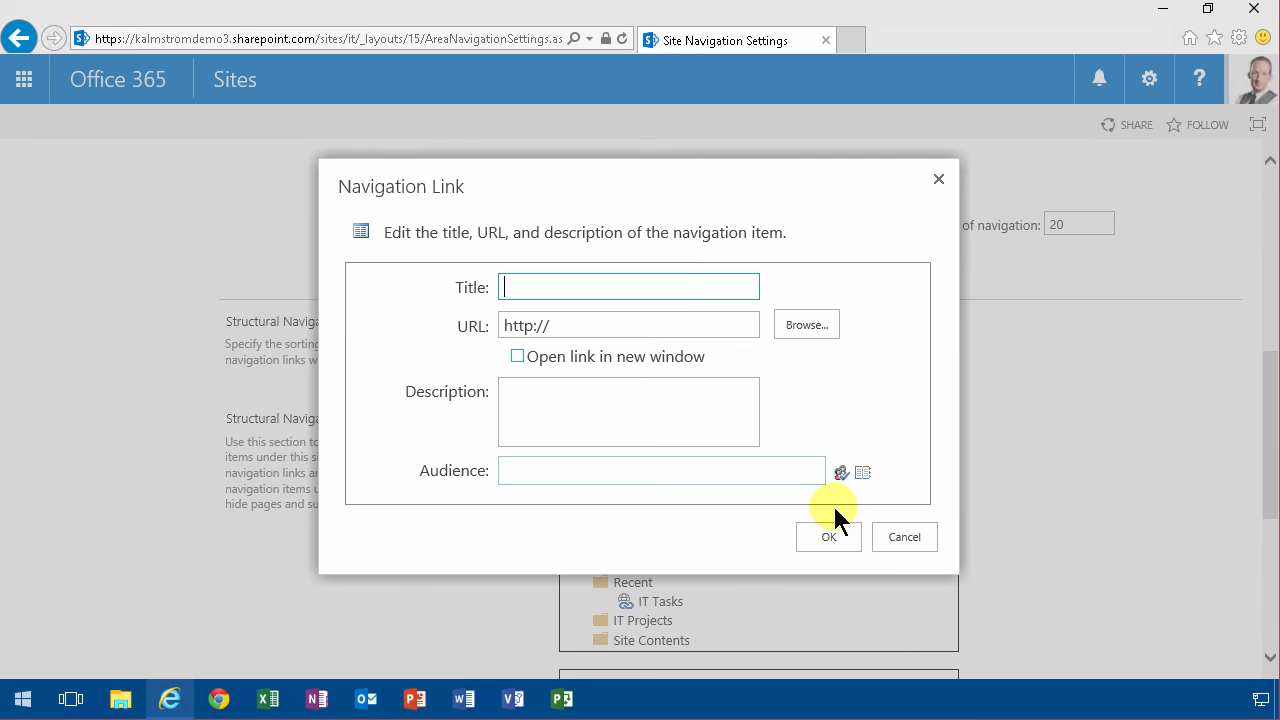 https://kalmstromdemo3.sharepoint.com/sites/it/_layouts/15/AreaNavigationSettings.as
Site Navigation Settings
Office 365
Sites
?
SHARE
FOLLOW
Navigation Link
Edit the title, URL, and description of the navigation item.
of navigation: 20
Title:
URL: http://
Browse...
Open link in new window
Description:
Audience:
OK
Cancel
Structural Naviga
Specify the sorting
navigation links w
Structural Naviga
Use this section to
items under this si
navigation links a
navigation items u
hide pages and su
Recent
IT Tasks
IT Projects
Site Contents